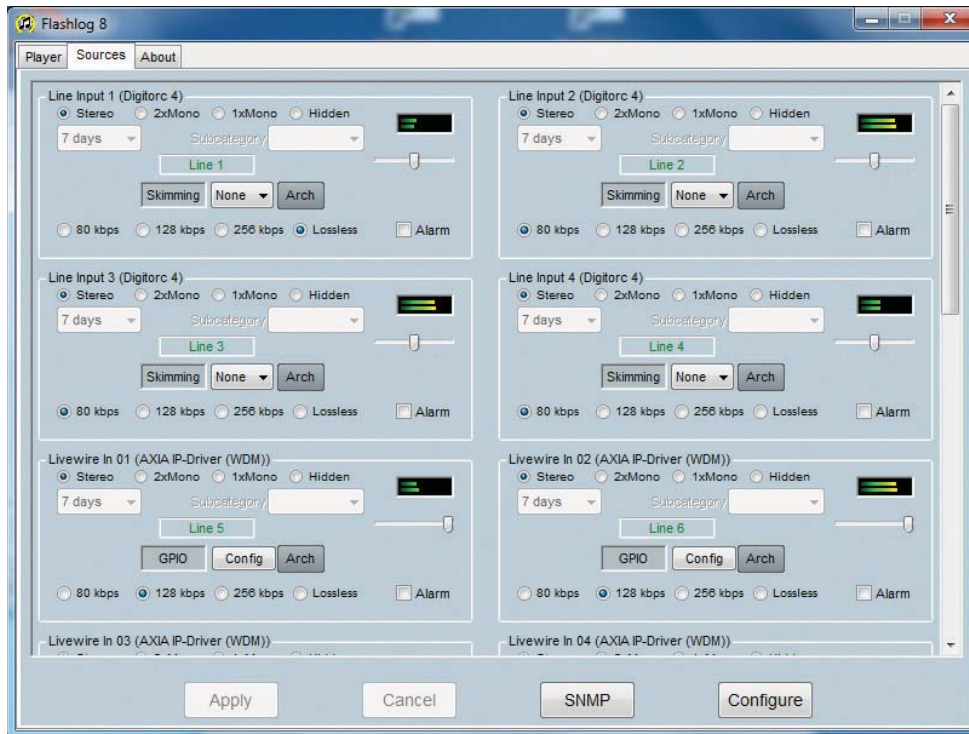 Flashlog 8
Player Sources About
Line Input 1 (Digitorc 4)
Stereo 2xMono 1xMono Hidden
7 days Subcategory
Line 1
Skimming None Arch
80 kbps 128 kbps 256 kbps Lossless Alarm
Line Input 2 (Digitorc 4)
Stereo 2xMono 1xMono Hidden
7 days Subcategory
Line 2
Skimming None Arch
80 kbps 128 kbps 256 kbps Lossless Alarm
Line Input 3 (Digitorc 4)
Stereo 2xMono 1xMono Hidden
7 days Subcategory
Line 3
Skimming None Arch
80 kbps 128 kbps 256 kbps Lossless Alarm
Line Input 4 (Digitorc 4)
Stereo 2xMono 1xMono Hidden
7 days Subcategory
Line 4
Skimming None Arch
80 kbps 128 kbps 256 kbps Lossless Alarm
Livewire In 01 (AXIA IP-Driver (WDM))
Stereo 2xMono 1xMono Hidden
7 days Subcategory
Line 5
GPIO Config Arch
80 kbps 128 kbps 256 kbps Lossless Alarm
Livewire In 02 (AXIA IP-Driver (WDM))
Stereo 2xMono 1xMono Hidden
7 days Subcategory
Line 6
GPIO Config Arch
80 kbps 128 kbps 256 kbps Lossless Alarm
Livewire In 03 (AXIA IP-Driver (WDM))
Livewire In 04 (AXIA IP-Driver (WDM))
Apply Cancel SNMP Configure